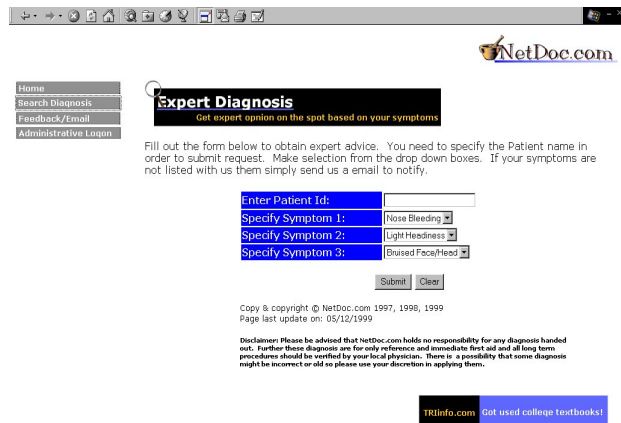 NetDoc.com
Home
Search Diagnosis
Feedback/Email
Administrative Logon
Expert Diagnosis
Get expert opnion on the spot based on your symptoms
Fill out the form below to obtain expert advice. You need to specify the Patient name in
order to submit request. Make selection from the drop down boxes. If your symptoms are
not listed with us them simply send us a email to notify.
Enter Patient Id:
Specify Symptom 1: Nose Bleeding
Specify Symptom 2: Light Headiness
Specify Symptom 3: Bruised Face/Head
Submit Clear
Copy & copyright © NetDoc.com 1997, 1998, 1999
Page last update on: 05/12/1999
Disclaimer: Please be advised that NetDoc.com holds no responsibility for any diagnosis handed
out. Further these diagnosis are for only reference and immediate first aid and all long term
procedures should be verified by your local physician. There is a possibility that some diagnosis
might be incorrect or old so please use your discretion in applying them.
TRIinfo.com Got used college textbooks!